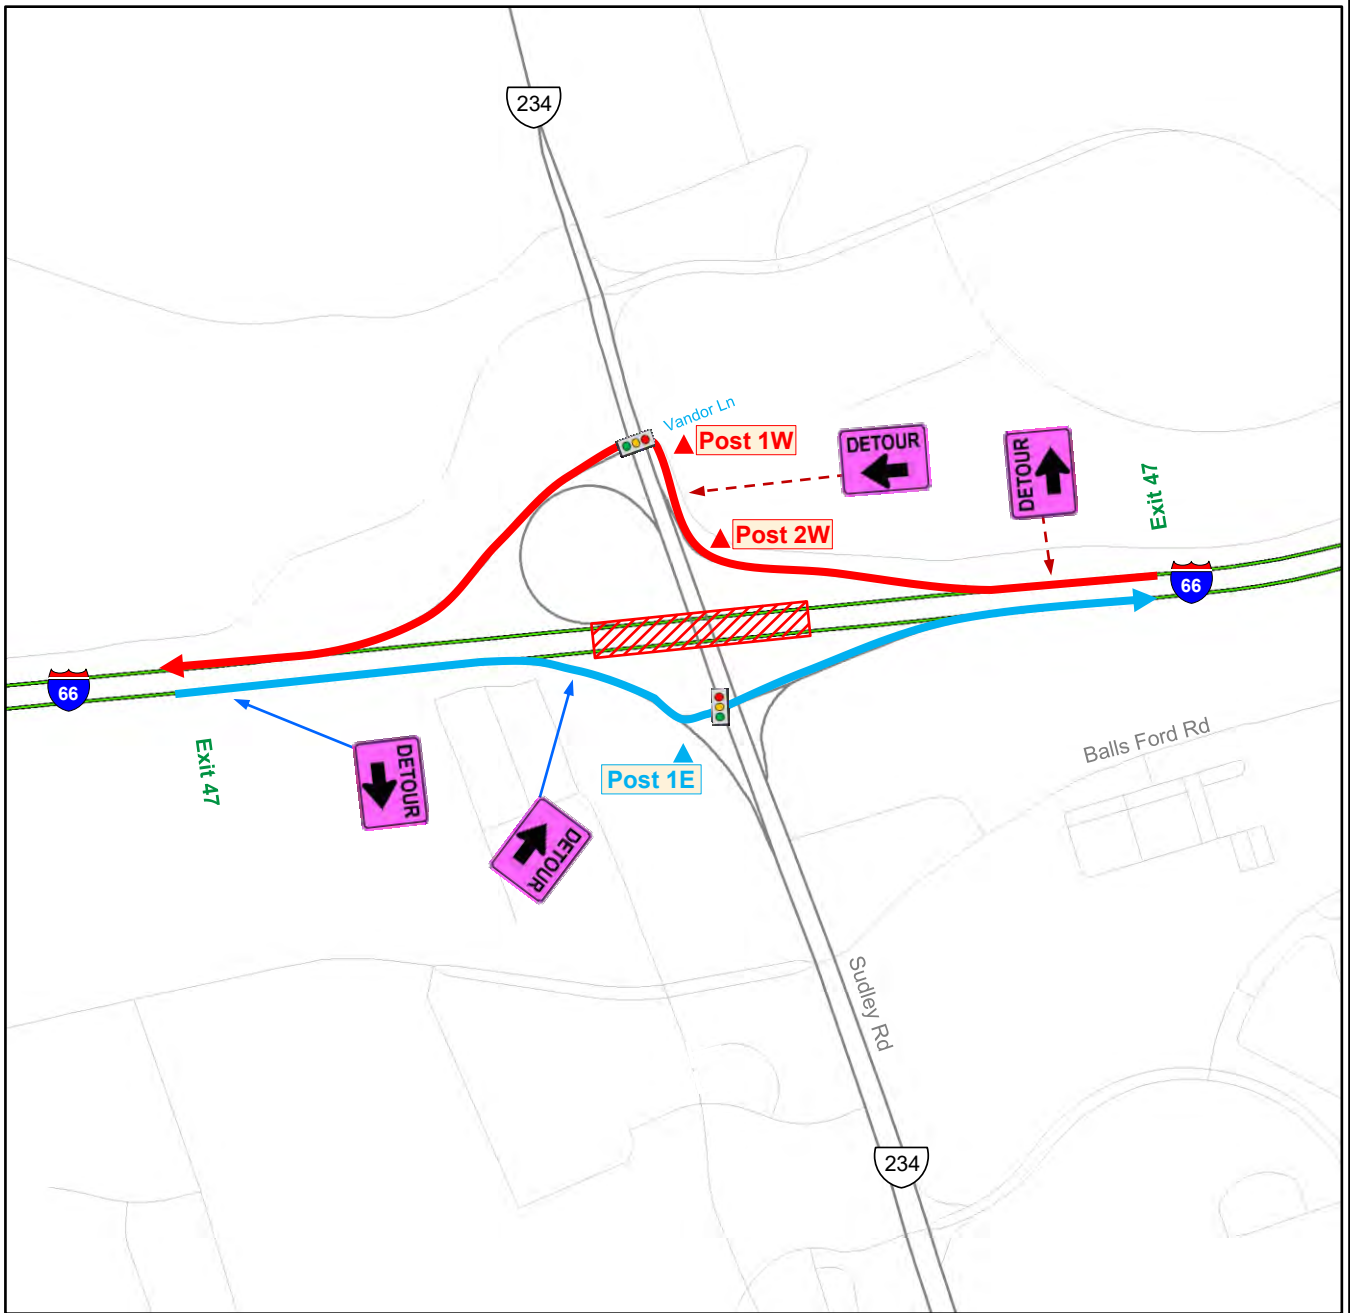 234
Vandor Ln
Post 1W
DETOUR
DETOUR
Exit 47
Post 2W
66
66
Exit 47
DETOUR
Post 1E
Balls Ford Rd
DETOUR
Sudley Rd
234